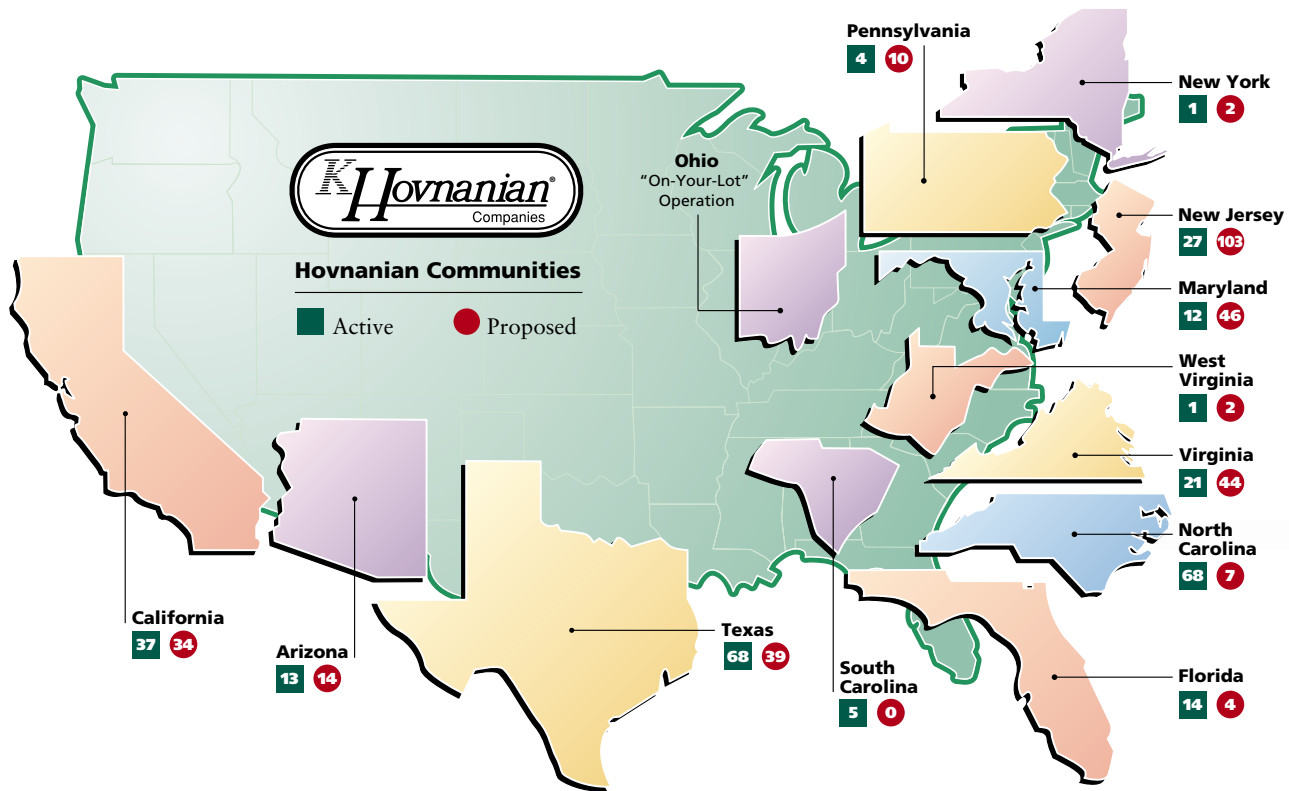 Pennsylvania
4 10
New York
1 2
Ohio
"On-Your-Lot"
Operation
K Hovnanian®
Companies
New Jersey
27 103
Hovnanian Communities
Active Proposed
Maryland
12 46
West
Virginia
1 2
Virginia
21 44
North
Carolina
68 7
California
37 34
Arizona
13 14
Texas
68 39
South
Carolina
5 0
Florida
14 4